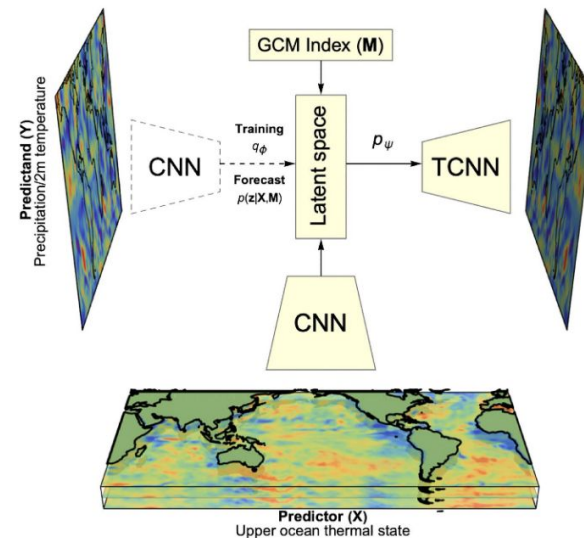 GCM Index (M)
Predictand (Y)
Precipitation/2m temperature
CNN
Training
qϕ
Forecast
p(z|X,M)
Latent space
pψ
TCNN
CNN
Predictor (X)
Upper ocean thermal state